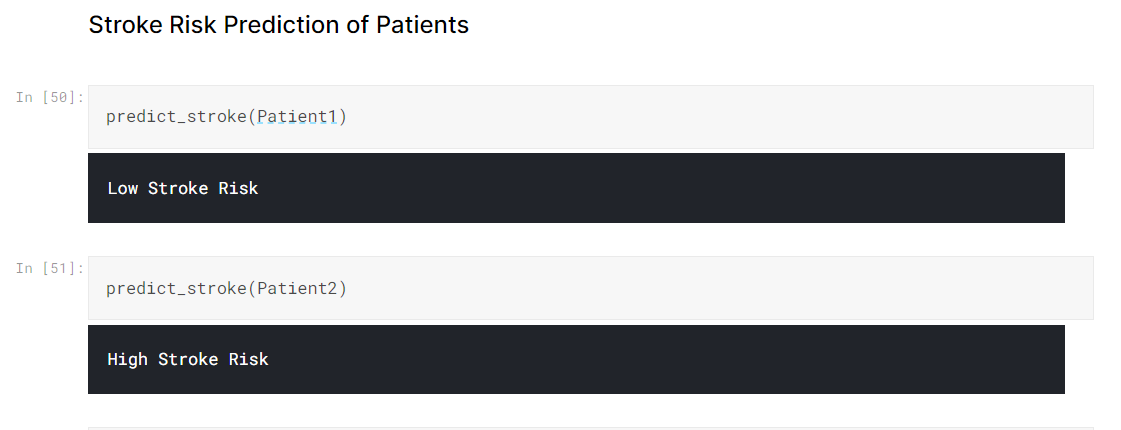 Stroke Risk Prediction of Patients
In [50]:
predict_stroke(Patient1)
Low Stroke Risk
In [51]:
predict_stroke(Patient2)
High Stroke Risk